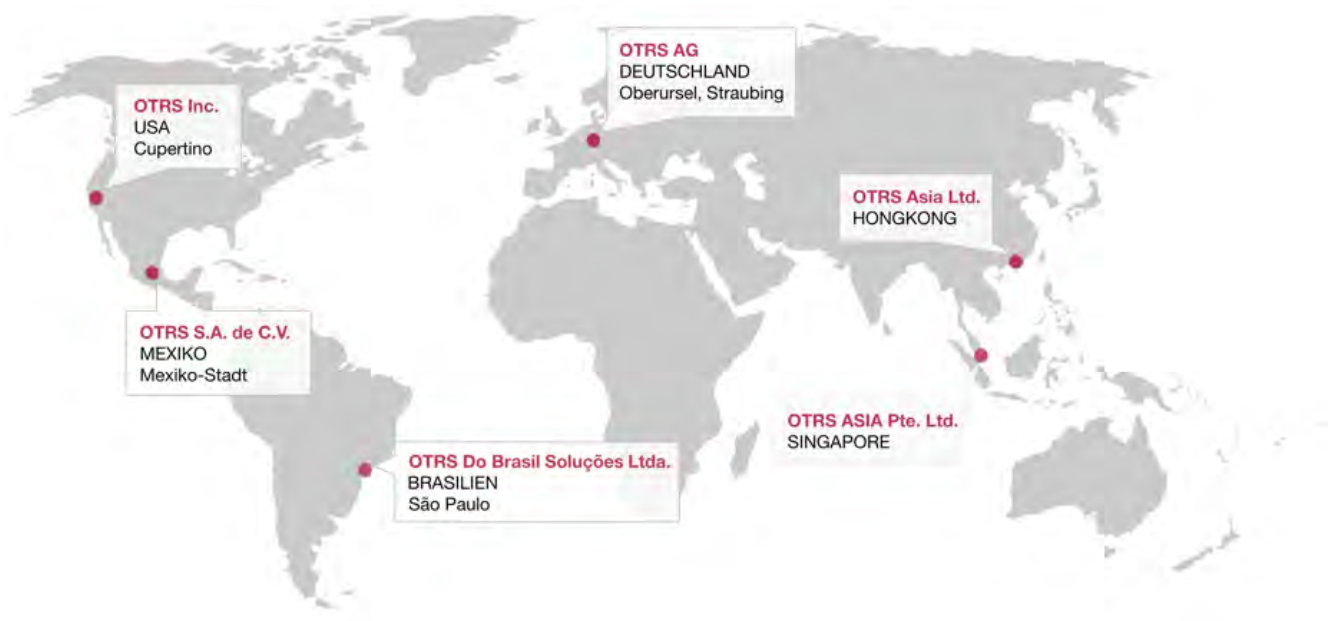 OTRS AG
DEUTSCHLAND
Oberursel, Straubing
OTRS Inc.
USA
Cupertino
OTRS Asia Ltd.
HONGKONG
OTRS S.A. de C.V.
MEXIKO
Mexiko-Stadt
OTRS ASIA Pte. Ltd.
SINGAPORE
OTRS Do Brasil Soluções Ltda.
BRASILIEN
São Paulo